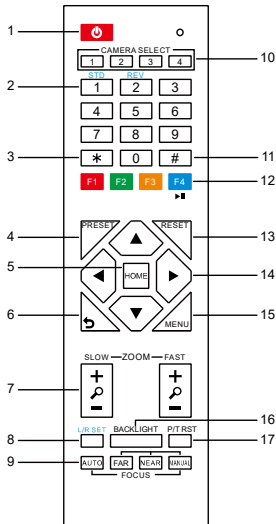 1
CAMERA SELECT
10
1 2 3 4
STD REV
2
1 2 3
4 5 6
7 8 9
3
* 0 #
11
F1 F2 F3 F4
12
PRESET RESET
4
13
5
HOME
14
6
MENU
15
SLOW ZOOM FAST
7
+ +
− −
16
L/R SET BACKLIGHT P/T RST
8
17
9
AUTO FAR NEAR MANUAL
FOCUS